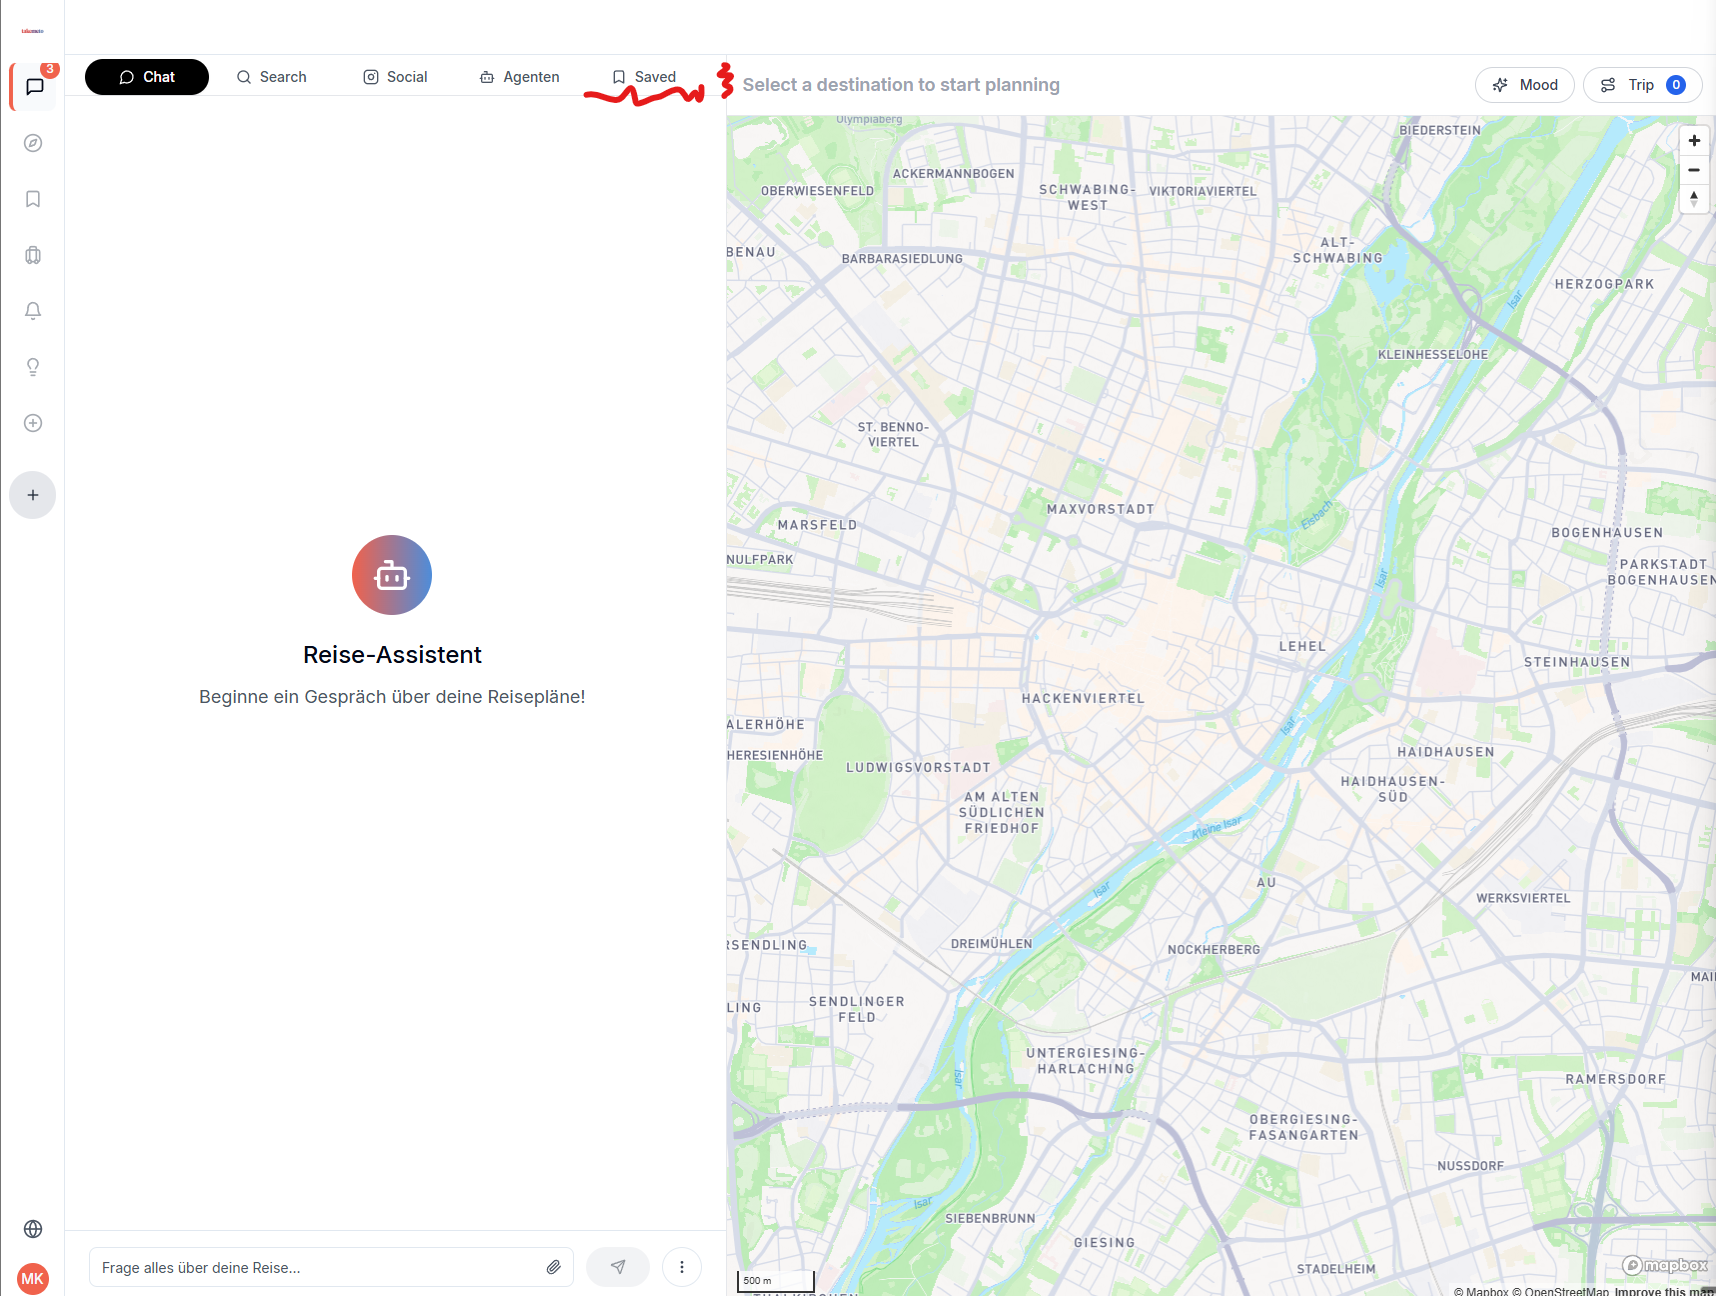 3
Chat
Search
Social
Agenten
Saved
Select a destination to start planning
Mood
Trip 0
Olympiaberg
BIEDERSTEIN
ACKERMANNBOGEN
OBERWIESENFELD
SCHWABING-
WEST
VIKTORIAVIERTEL
ALT-
SCHWABING
BENAU
BARBARASIEDLUNG
HERZOGPARK
Isar
KLEINHESSELOHE
ST. BENNO-
VIERTEL
MAXVORSTADT
MARSFELD
Eisbach
BOGENHAUSEN
NULFPARK
PARKSTADT
BOGENHAUSEN
Isar
Reise-Assistent
Beginne ein Gespräch über deine Reisepläne!
LEHEL
STEINHAUSEN
HACKENVIERTEL
ALERHÖHE
Isar
HERESIENHÖHE
LUDWIGSVORSTADT
HAIDHAUSEN
HAIDHAUSEN-
SÜD
AM ALTEN
SÜDLICHEN
FRIEDHOF
Kleine Isar
AU
Isar
WERKSVIERTEL
RSENDLING
DREIMÜHLEN
NOCKHERBERG
MAI
LING
SENDLINGER
FELD
UNTERGIESING-
HARLACHING
Isar
RAMERSDORF
OBERGIESING-
FASANGARTEN
NUSSDORF
Isar
SIEBENBRUNN
GIESING
STADELHEIM
mapbox
500 m
© Mapbox © OpenStreetMap Improve this map
Frage alles über deine Reise...
MK